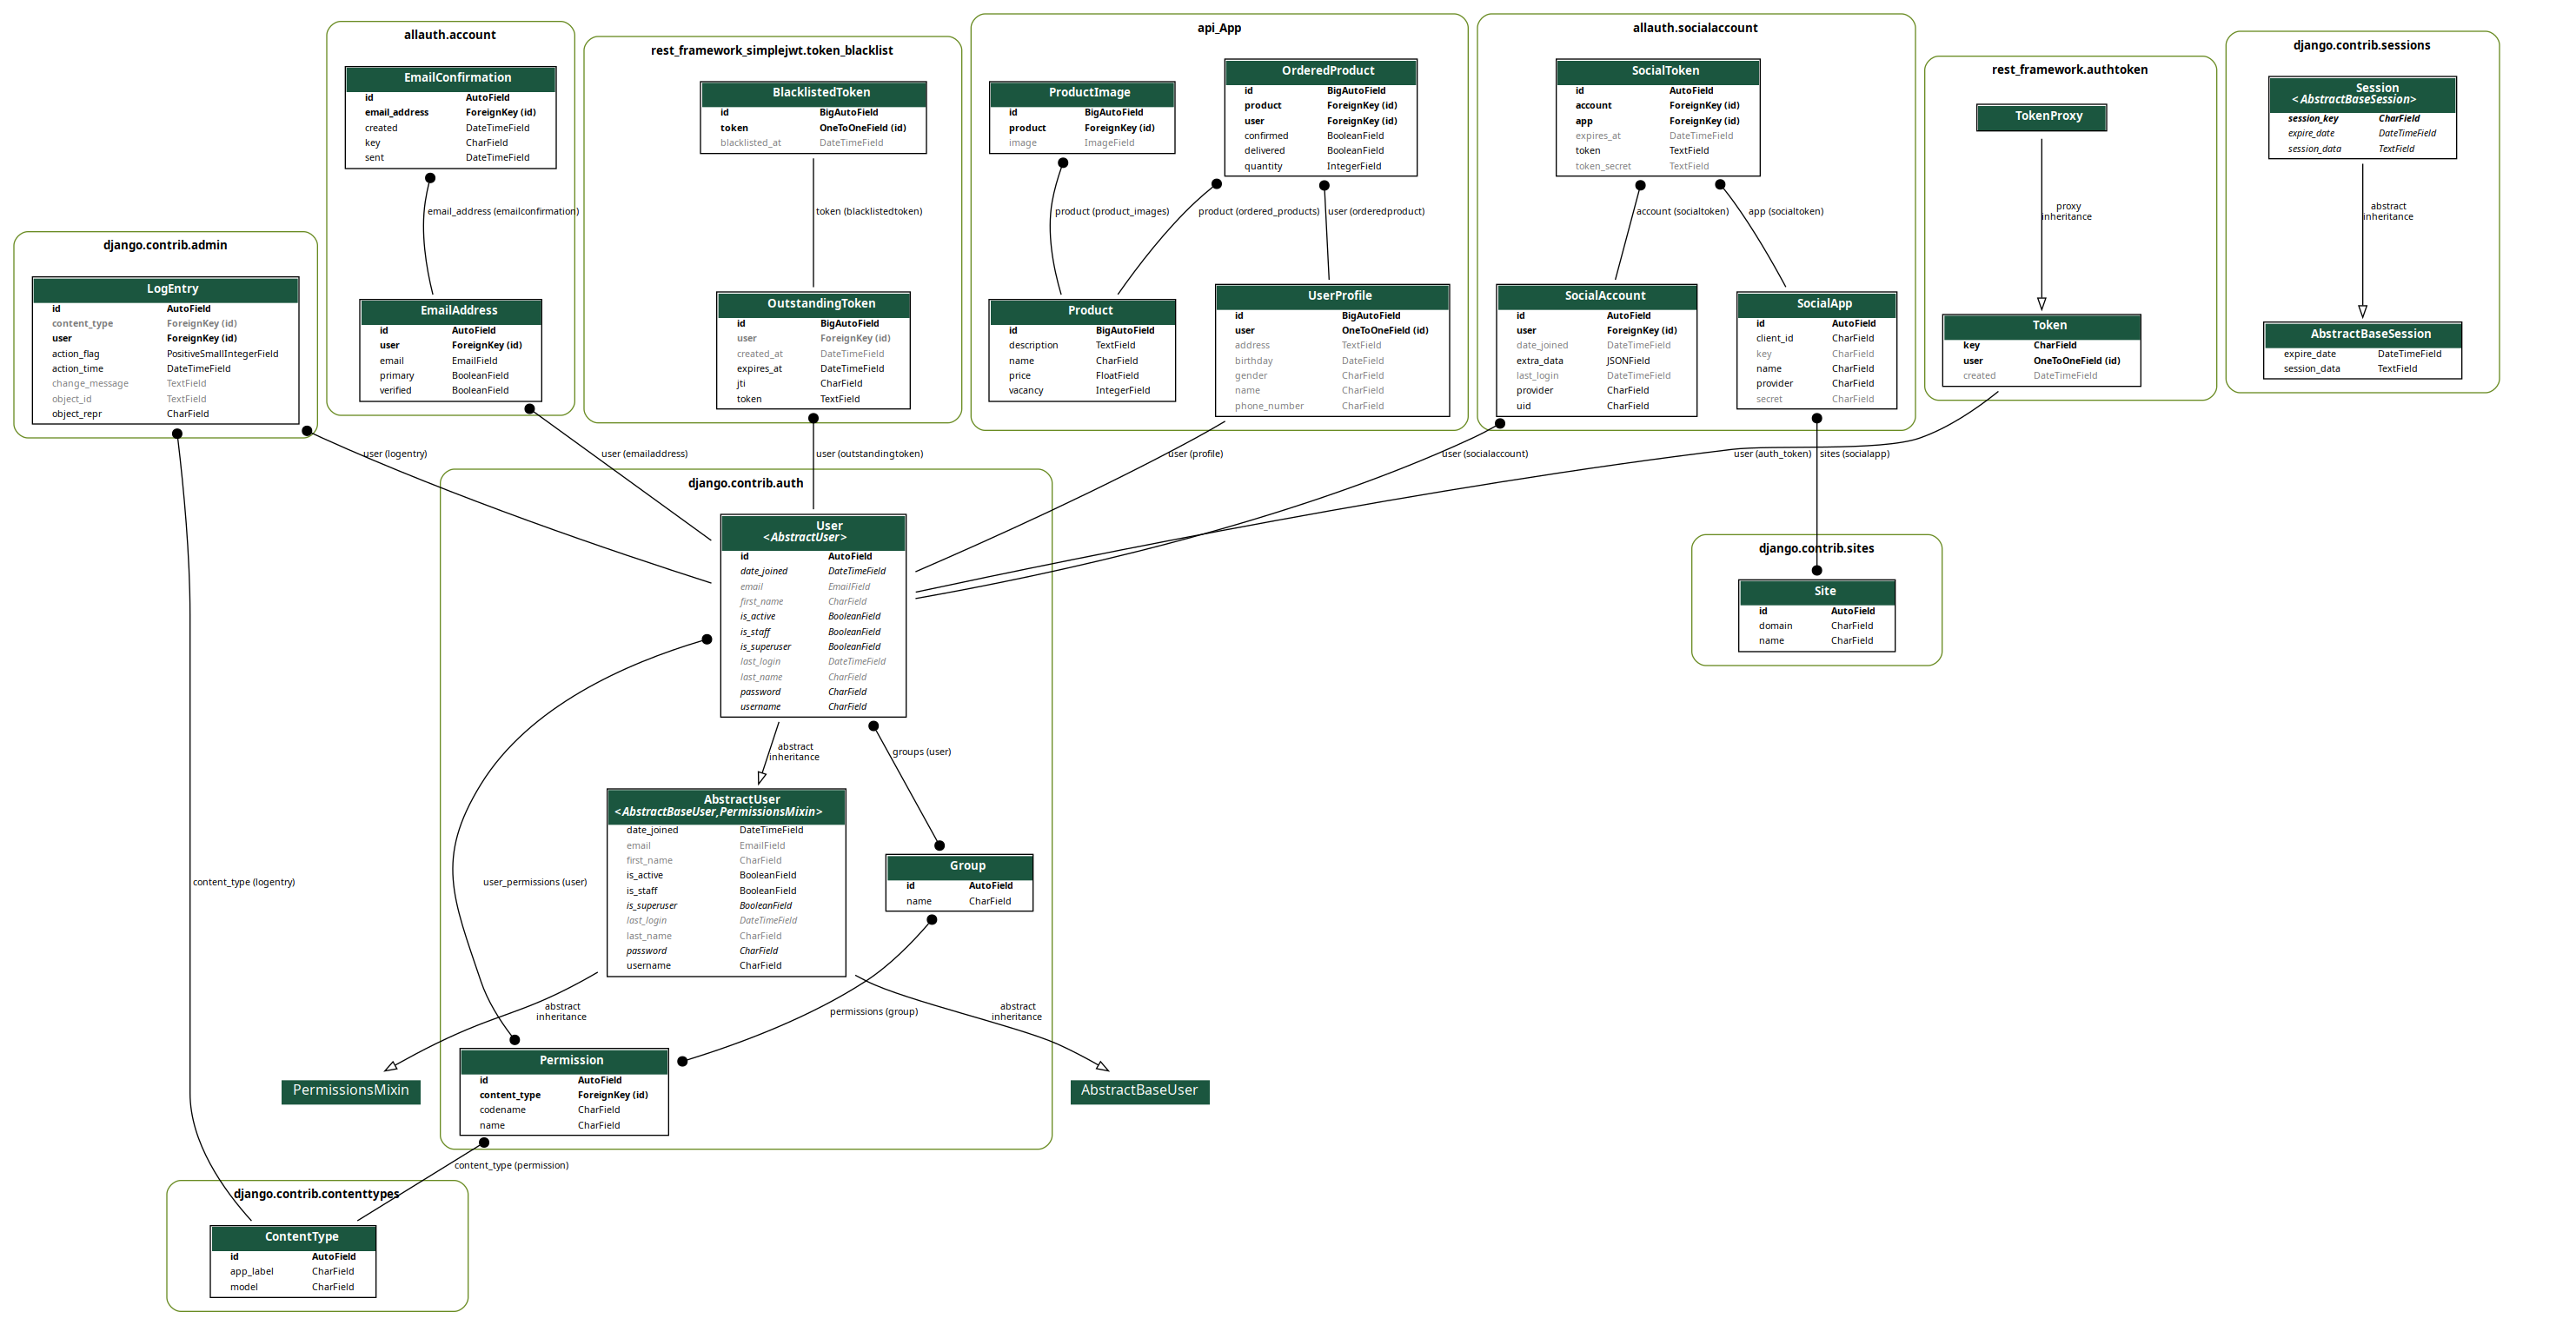 allauth.account
EmailConfirmation
id AutoField
email_address ForeignKey (id)
created DateTimeField
key CharField
sent DateTimeField
email_address (emailconfirmation)
EmailAddress
id AutoField
user ForeignKey (id)
email EmailField
primary BooleanField
verified BooleanField
rest_framework_simplejwt.token_blacklist
BlacklistedToken
id BigAutoField
token OneToOneField (id)
blacklisted_at DateTimeField
token (blacklistedtoken)
OutstandingToken
id BigAutoField
user ForeignKey (id)
created_at DateTimeField
expires_at DateTimeField
jti CharField
token TextField
api_App
ProductImage
id BigAutoField
product ForeignKey (id)
image ImageField
OrderedProduct
id BigAutoField
product ForeignKey (id)
user ForeignKey (id)
confirmed BooleanField
delivered BooleanField
quantity IntegerField
product (product_images)
product (ordered_products)
user (orderedproduct)
Product
id BigAutoField
description TextField
name CharField
price FloatField
vacancy IntegerField
UserProfile
id BigAutoField
user OneToOneField (id)
address TextField
birthday DateField
gender CharField
name CharField
phone_number CharField
allauth.socialaccount
SocialToken
id AutoField
account ForeignKey (id)
app ForeignKey (id)
expires_at DateTimeField
token TextField
token_secret TextField
account (socialtoken)
app (socialtoken)
SocialAccount
id AutoField
user ForeignKey (id)
date_joined DateTimeField
extra_data JSONField
last_login DateTimeField
provider CharField
uid CharField
SocialApp
id AutoField
client_id CharField
key CharField
name CharField
provider CharField
secret CharField
rest_framework.authtoken
TokenProxy
proxy
inheritance
Token
key CharField
user OneToOneField (id)
created DateTimeField
django.contrib.sessions
Session
<AbstractBaseSession>
session_key CharField
expire_date DateTimeField
session_data TextField
abstract
inheritance
AbstractBaseSession
expire_date DateTimeField
session_data TextField
django.contrib.admin
LogEntry
id AutoField
content_type ForeignKey (id)
user ForeignKey (id)
action_flag PositiveSmallIntegerField
action_time DateTimeField
change_message TextField
object_id TextField
object_repr CharField
user (logentry)
user (emailaddress)
user (outstandingtoken)
user (profile)
user (socialaccount)
user (auth_token)
sites (socialapp)
django.contrib.auth
User
<AbstractUser>
id AutoField
date_joined DateTimeField
email EmailField
first_name CharField
is_active BooleanField
is_staff BooleanField
is_superuser BooleanField
last_login DateTimeField
last_name CharField
password CharField
username CharField
django.contrib.sites
Site
id AutoField
domain CharField
name CharField
abstract
inheritance
groups (user)
AbstractUser
<AbstractBaseUser,PermissionsMixin>
date_joined DateTimeField
email EmailField
first_name CharField
is_active BooleanField
is_staff BooleanField
is_superuser BooleanField
last_login DateTimeField
last_name CharField
password CharField
username CharField
Group
id AutoField
name CharField
content_type (logentry)
user_permissions (user)
abstract
inheritance
permissions (group)
abstract
inheritance
PermissionsMixin
Permission
id AutoField
content_type ForeignKey (id)
codename CharField
name CharField
AbstractBaseUser
content_type (permission)
django.contrib.contenttypes
ContentType
id AutoField
app_label CharField
model CharField